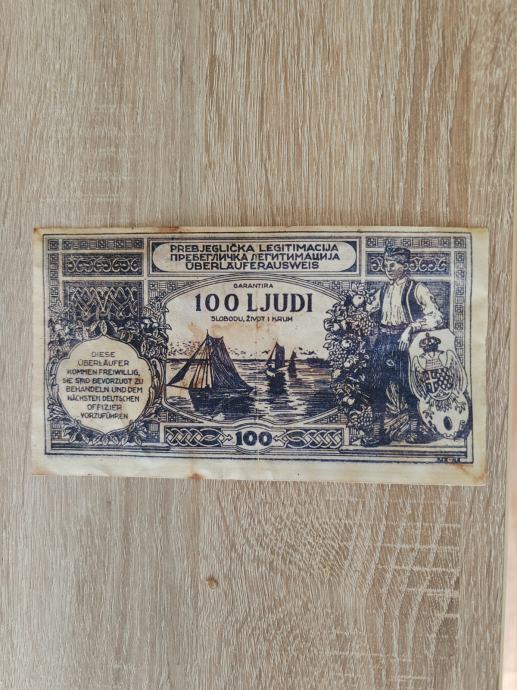 PREBJEGLIČKA LEGITIMACIJA
ПРЕБЕГЛИЧКА ЛЕГИТИМАЦИЈА
ÜBERLÄUFERAUSWEIS
GARANTIRA
100 LJUDI
SLOBODU, ŽIVOT I KRUH
DIESE
ÜBERLÄUFER
KOMMEN FREIWILLIG,
SIE SIND BEVORZUGT ZU
BEHANDELN UND DEM
NÄCHSTEN DEUTSCHEN
OFFIZIER
VORZUFÜHREN
100